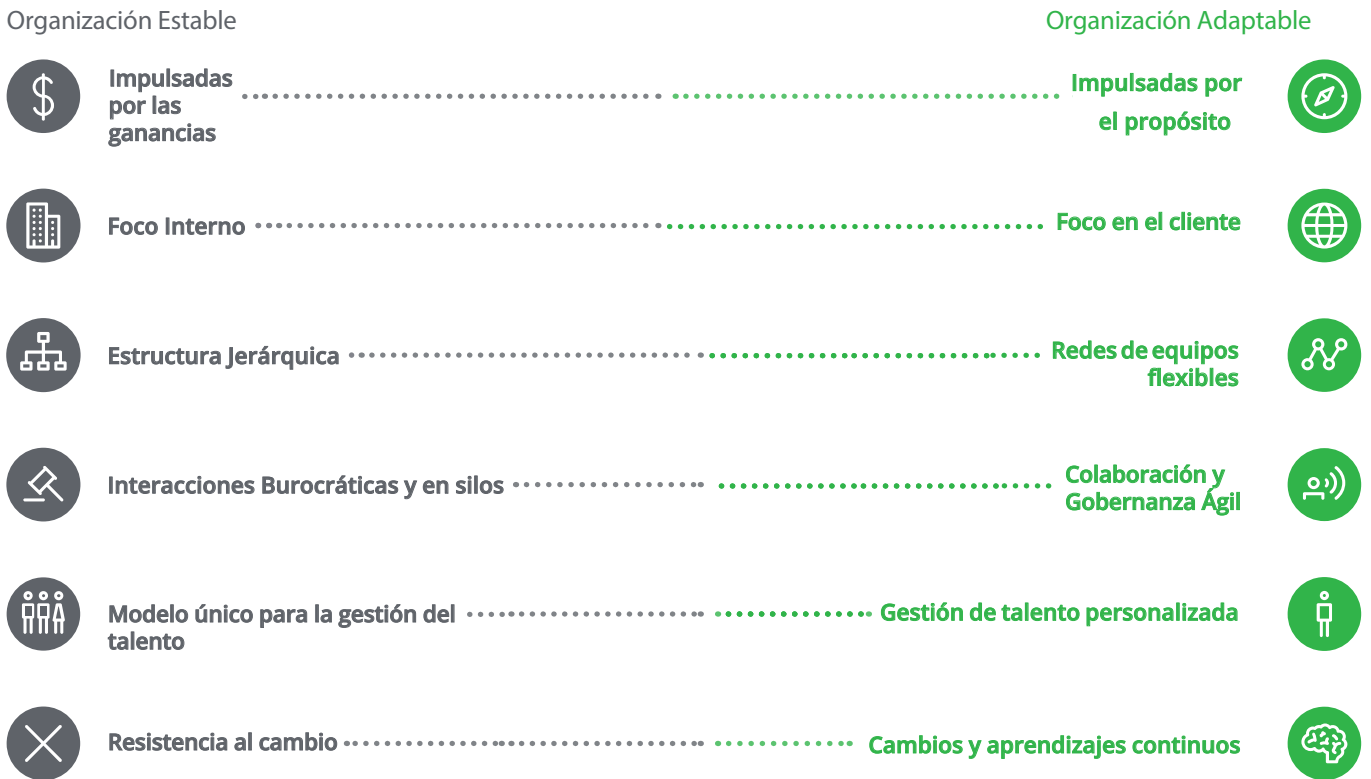 Organización Estable
Organización Adaptable
Impulsadas
por las
ganancias
Impulsadas por
el propósito
Foco Interno
Foco en el cliente
Estructura Jerárquica
Redes de equipos
flexibles
Interacciones Burocráticas y en silos
Colaboración y
Gobernanza Ágil
Modelo único para la gestión del
talento
Gestión de talento personalizada
Resistencia al cambio
Cambios y aprendizajes continuos